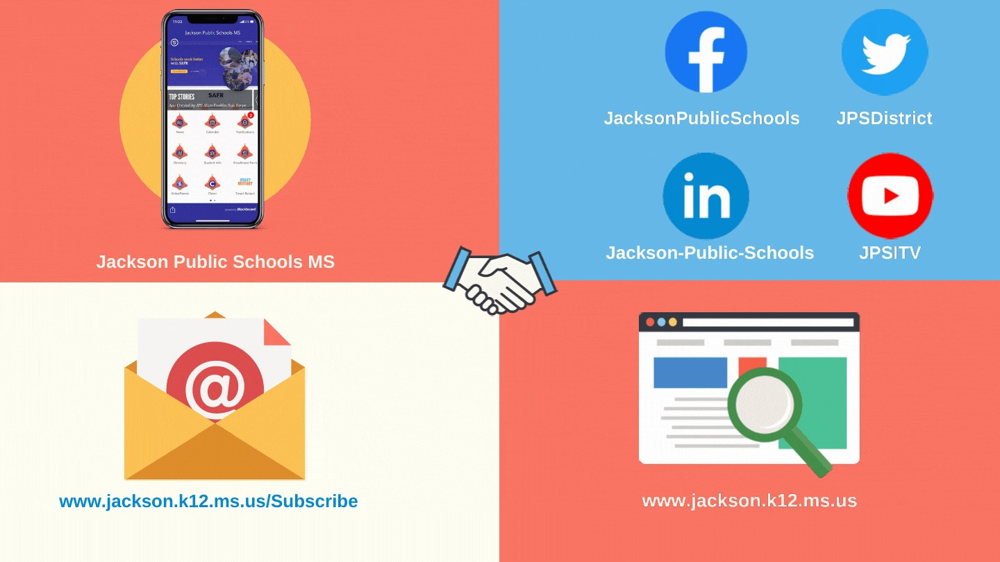 11:03
Jackson Public Schools MS
Schools work better
with SAFR
SAFR
TOP STORIES
App Created by JPS Alum Enables Safe Reope...
2
News
Calendar
Notifications
Directory
Student Info
Enrollment Form
ActiveParent
Clever
SMART
RESTART
Smart Restart
powered by Blackboard
Jackson Public Schools MS
f
JacksonPublicSchools
JPSDistrict
in
Jackson-Public-Schools
JPSITV
@
www.jackson.k12.ms.us/Subscribe
www.jackson.k12.ms.us